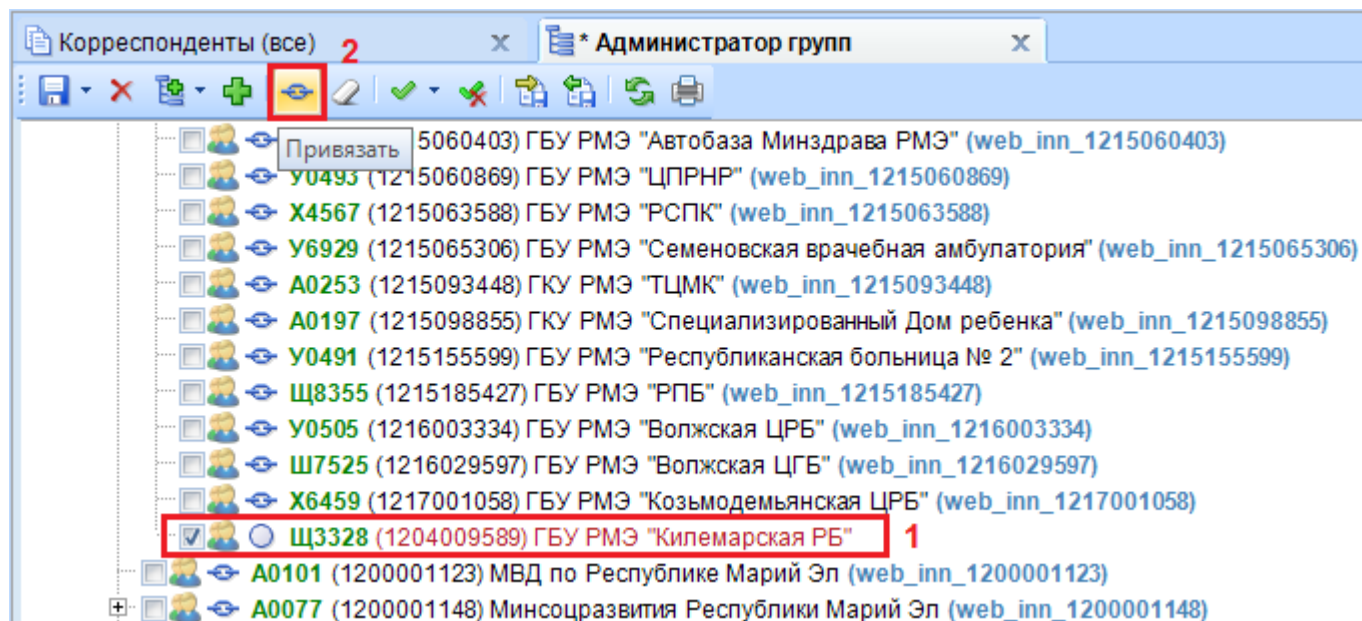 Корреспонденты (все) x * Администратор групп x
2
Привязать
5060403) ГБУ РМЭ "Автобаза Минздрава РМЭ" (web_inn_1215060403)
У0493 (1215060869) ГБУ РМЭ "ЦПРНР" (web_inn_1215060869)
Х4567 (1215063588) ГБУ РМЭ "РСПК" (web_inn_1215063588)
У6929 (1215065306) ГБУ РМЭ "Семеновская врачебная амбулатория" (web_inn_1215065306)
А0253 (1215093448) ГКУ РМЭ "ТЦМК" (web_inn_1215093448)
А0197 (1215098855) ГКУ РМЭ "Специализированный Дом ребенка" (web_inn_1215098855)
У0491 (1215155599) ГБУ РМЭ "Республиканская больница № 2" (web_inn_1215155599)
Щ8355 (1215185427) ГБУ РМЭ "РПБ" (web_inn_1215185427)
У0505 (1216003334) ГБУ РМЭ "Волжская ЦРБ" (web_inn_1216003334)
Ш7525 (1216029597) ГБУ РМЭ "Волжская ЦГБ" (web_inn_1216029597)
Х6459 (1217001058) ГБУ РМЭ "Козьмодемьянская ЦРБ" (web_inn_1217001058)
Щ3328 (1204009589) ГБУ РМЭ "Килемарская РБ" 1
А0101 (1200001123) МВД по Республике Марий Эл (web_inn_1200001123)
А0077 (1200001148) Минсоцразвития Республики Марий Эл (web_inn_1200001148)